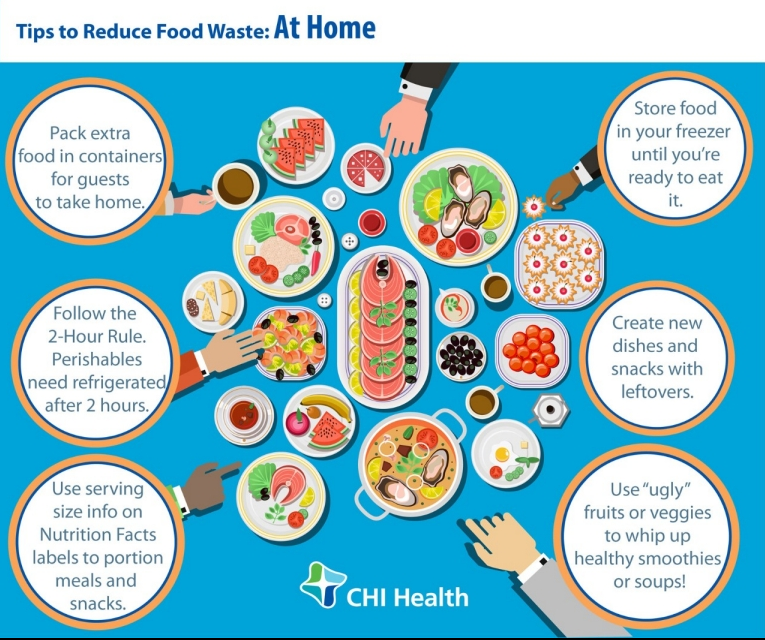 Tips to Reduce Food Waste: At Home
Pack extra
food in containers
for guests
to take home.
Store food
in your freezer
until you're
ready to eat
it.
Follow the
2-Hour Rule.
Perishables
need refrigerated
after 2 hours.
Create new
dishes and
snacks with
leftovers.
Use serving
size info on
Nutrition Facts
labels to portion
meals and
snacks.
Use "ugly"
fruits or veggies
to whip up
healthy smoothies
or soups!
CHI Health